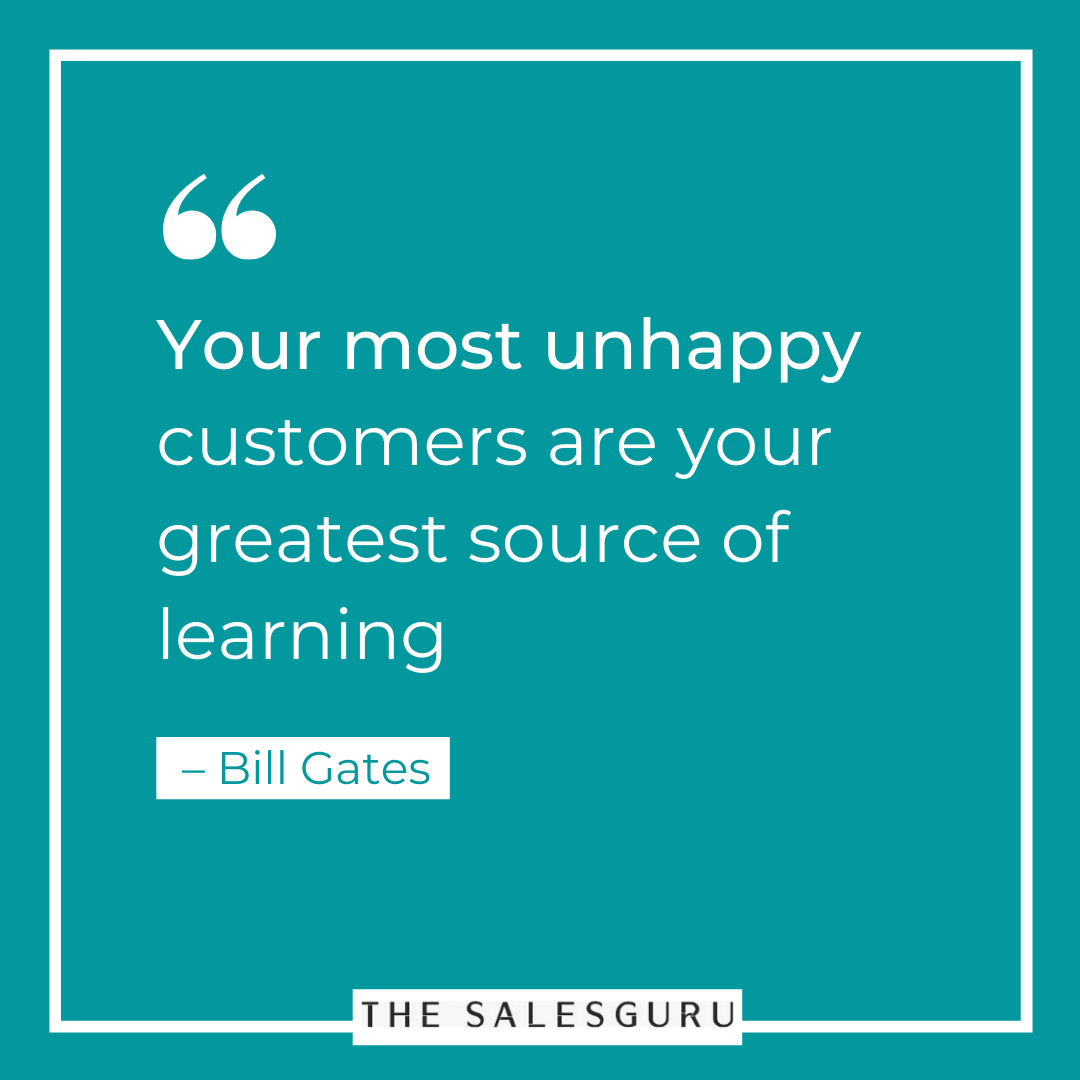 “
Your most unhappy
customers are your
greatest source of
learning
– Bill Gates
THE SALESGURU